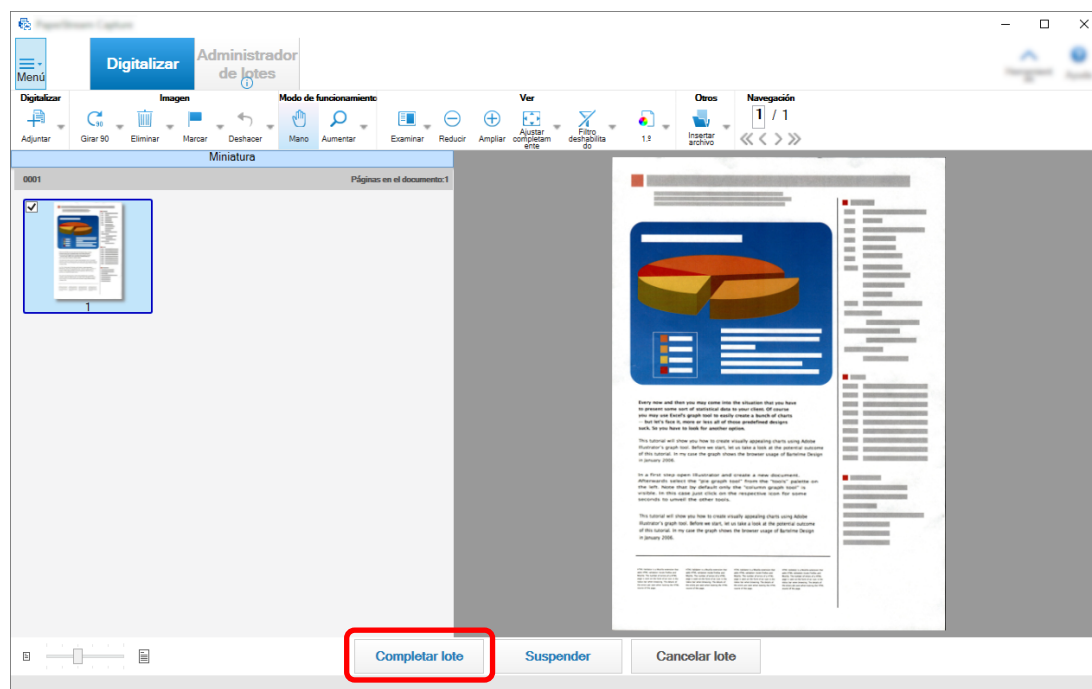 PaperStream Capture
Menú
Digitalizar
Administrador
de lotes
Digitalizar
Imagen
Modo de funcionamiento
Ver
Otros
Navegación
Adjuntar
90
Girar 90
Eliminar
Marcar
Deshacer
Mano
Aumentar
Examinar
Reducir
Ampliar
Ajustar
completam
ente
Filtro
deshabilita
do
1.º
Insertar
archivo
1 / 1
Miniatura
0001
Páginas en el documento:1
1
Every now and then you may come into the situation that you have
to present some sort of statistical data to your client. Of course
you may use Excel's graph tool to easily create a bunch of charts
— but let's face it, more or less all of those predefined designs
suck. So you have to look for another option.
This tutorial will show you how to create visually appealing charts using Adobe
Illustrator's graph tool. Before we start, let us take a look at the potential outcome
of this tutorial. In my case the graph shows the browser usage of Bartelme Design
in January 2006.
In a first step open Illustrator and create a new document.
Afterwards select the "pie graph tool" from the "tools" palette on
the left. Note that by default only the "column graph tool" is
visible. In this case just click on the respective icon for some
seconds to unveil the other tools.
This tutorial will show you how to create visually appealing charts using Adobe
Illustrator's graph tool. Before we start, let us take a look at the potential outcome
of this tutorial. In my case the graph shows the browser usage of Bartelme Design
in January 2006.
Completar lote
Suspender
Cancelar lote